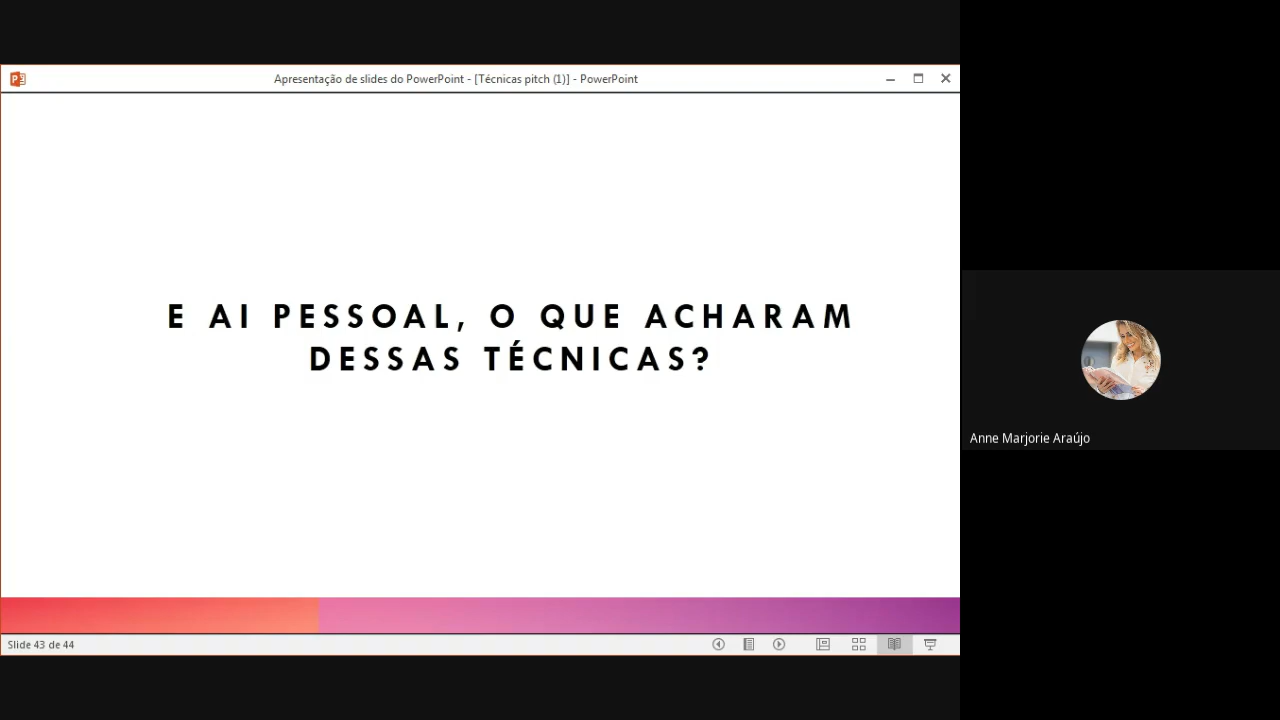 Apresentação de slides do PowerPoint - [Técnicas pitch (1)] - PowerPoint
E AI PESSOAL, O QUE ACHARAM
DESSAS TÉCNICAS?
Anne Marjorie Araújo
Slide 43 de 44